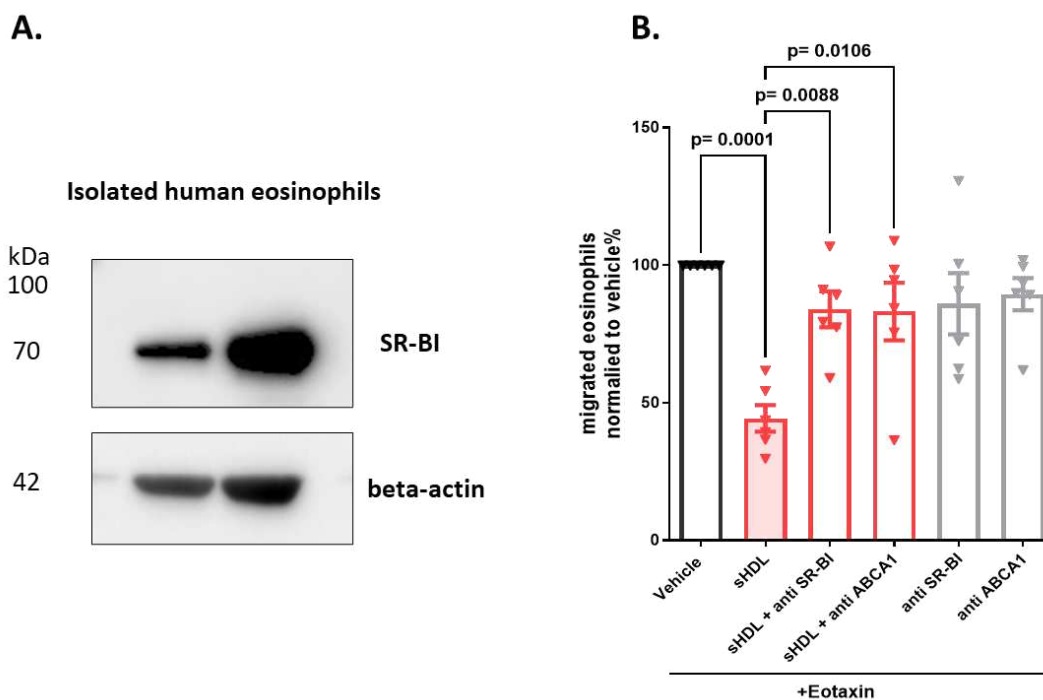 A.
Isolated human eosinophils
kDa
100
70
SR-BI
42
beta-actin
B.
p= 0.0106
p= 0.0088
p= 0.0001
migrated eosinophils
normalied to vehicle%
150
100
50
0
Vehicle
sHDL
sHDL + anti SR-BI
sHDL + anti ABCA1
anti SR-BI
anti ABCA1
+Eotaxin